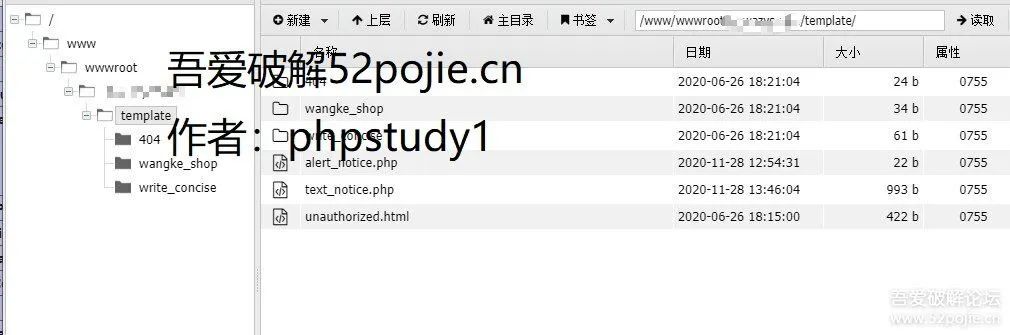 /
新建 上层 刷新 主目录 书签 /www/wwwroot /template/ 读取
www
名称 日期 大小 属性
wwwroot
吾爱破解52pojie.cn
404 2020-06-26 18:21:04 24 b 0755
wangke_shop 2020-06-26 18:21:04 34 b 0755
template
作者：phpstudy1
write_concise 2020-06-26 18:21:04 61 b 0755
404
alert_notice.php 2020-11-28 12:54:31 22 b 0755
wangke_shop
text_notice.php 2020-11-28 13:46:04 993 b 0755
write_concise
unauthorized.html 2020-06-26 18:15:00 422 b 0755
吾爱破解论坛
www.52pojie.cn